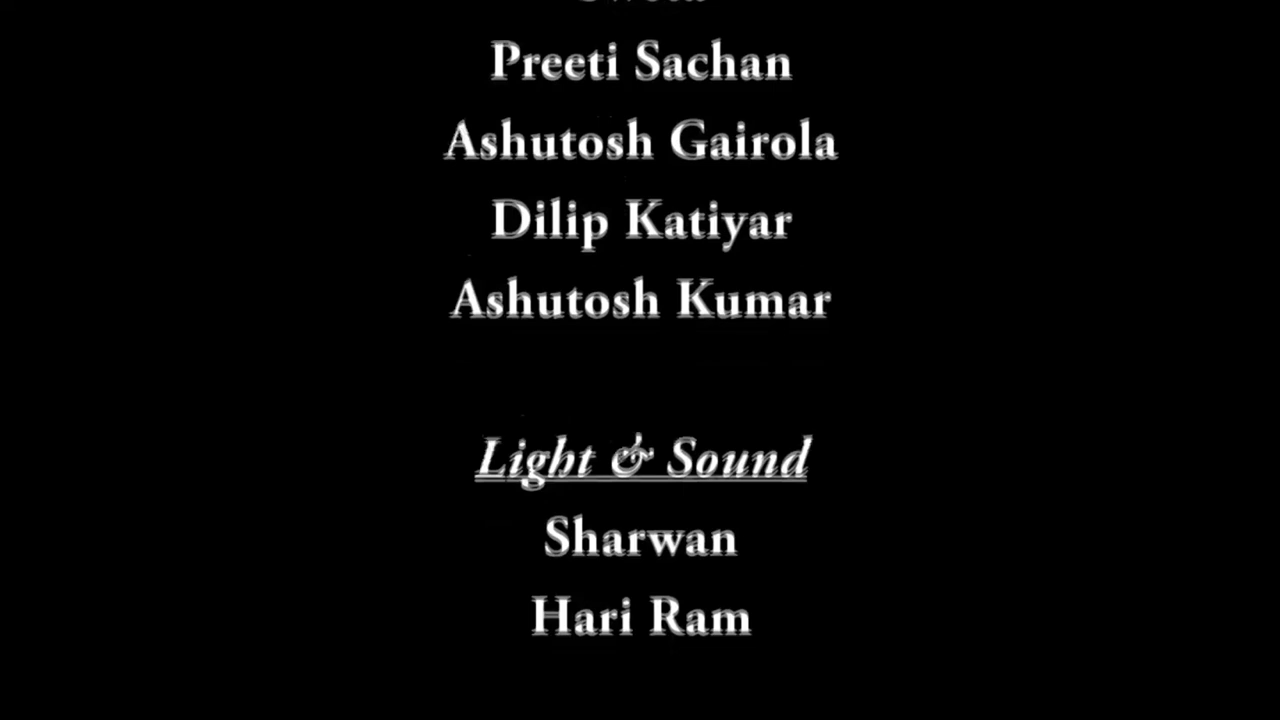 Preeti Sachan
Ashutosh Gairola
Dilip Katiyar
Ashutosh Kumar
Light & Sound
Sharwan
Hari Ram